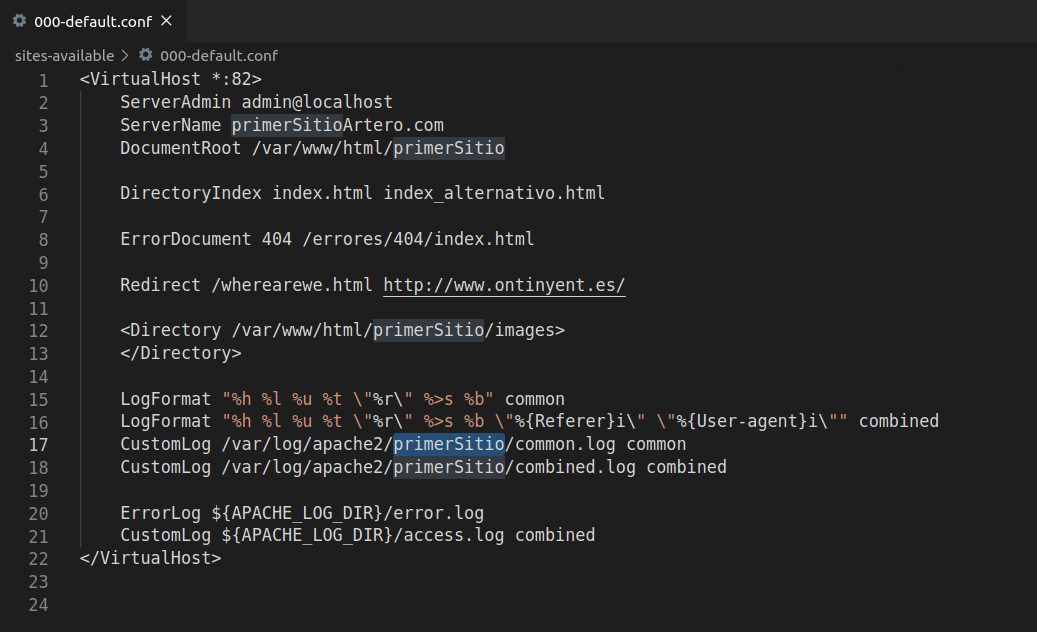 000-default.conf ×
sites-available > 000-default.conf
1 <VirtualHost *:82>
2 ServerAdmin admin@localhost
3 ServerName primerSitioArtero.com
4 DocumentRoot /var/www/html/primerSitio
5
6 DirectoryIndex index.html index_alternativo.html
7
8 ErrorDocument 404 /errores/404/index.html
9
10 Redirect /wherearewe.html http://www.ontinyent.es/
11
12 <Directory /var/www/html/primerSitio/images>
13 </Directory>
14
15 LogFormat "%h %l %u %t \"%r\" %>s %b" common
16 LogFormat "%h %l %u %t \"%r\" %>s %b \"%{Referer}i\" \"%{User-agent}i\"" combined
17 CustomLog /var/log/apache2/primerSitio/common.log common
18 CustomLog /var/log/apache2/primerSitio/combined.log combined
19
20 ErrorLog ${APACHE_LOG_DIR}/error.log
21 CustomLog ${APACHE_LOG_DIR}/access.log combined
22 </VirtualHost>
23
24